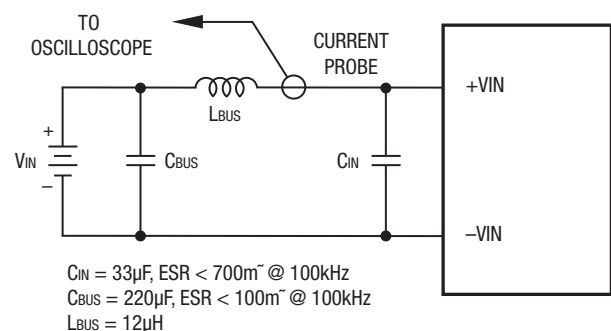 TO
OSCILLOSCOPE
CURRENT
PROBE
LBUS
+VIN
+
VIN
–
CBUS
CIN
–VIN
CIN = 33µF, ESR < 700m˜ @ 100kHz
CBUS = 220µF, ESR < 100m˜ @ 100kHz
LBUS = 12µH